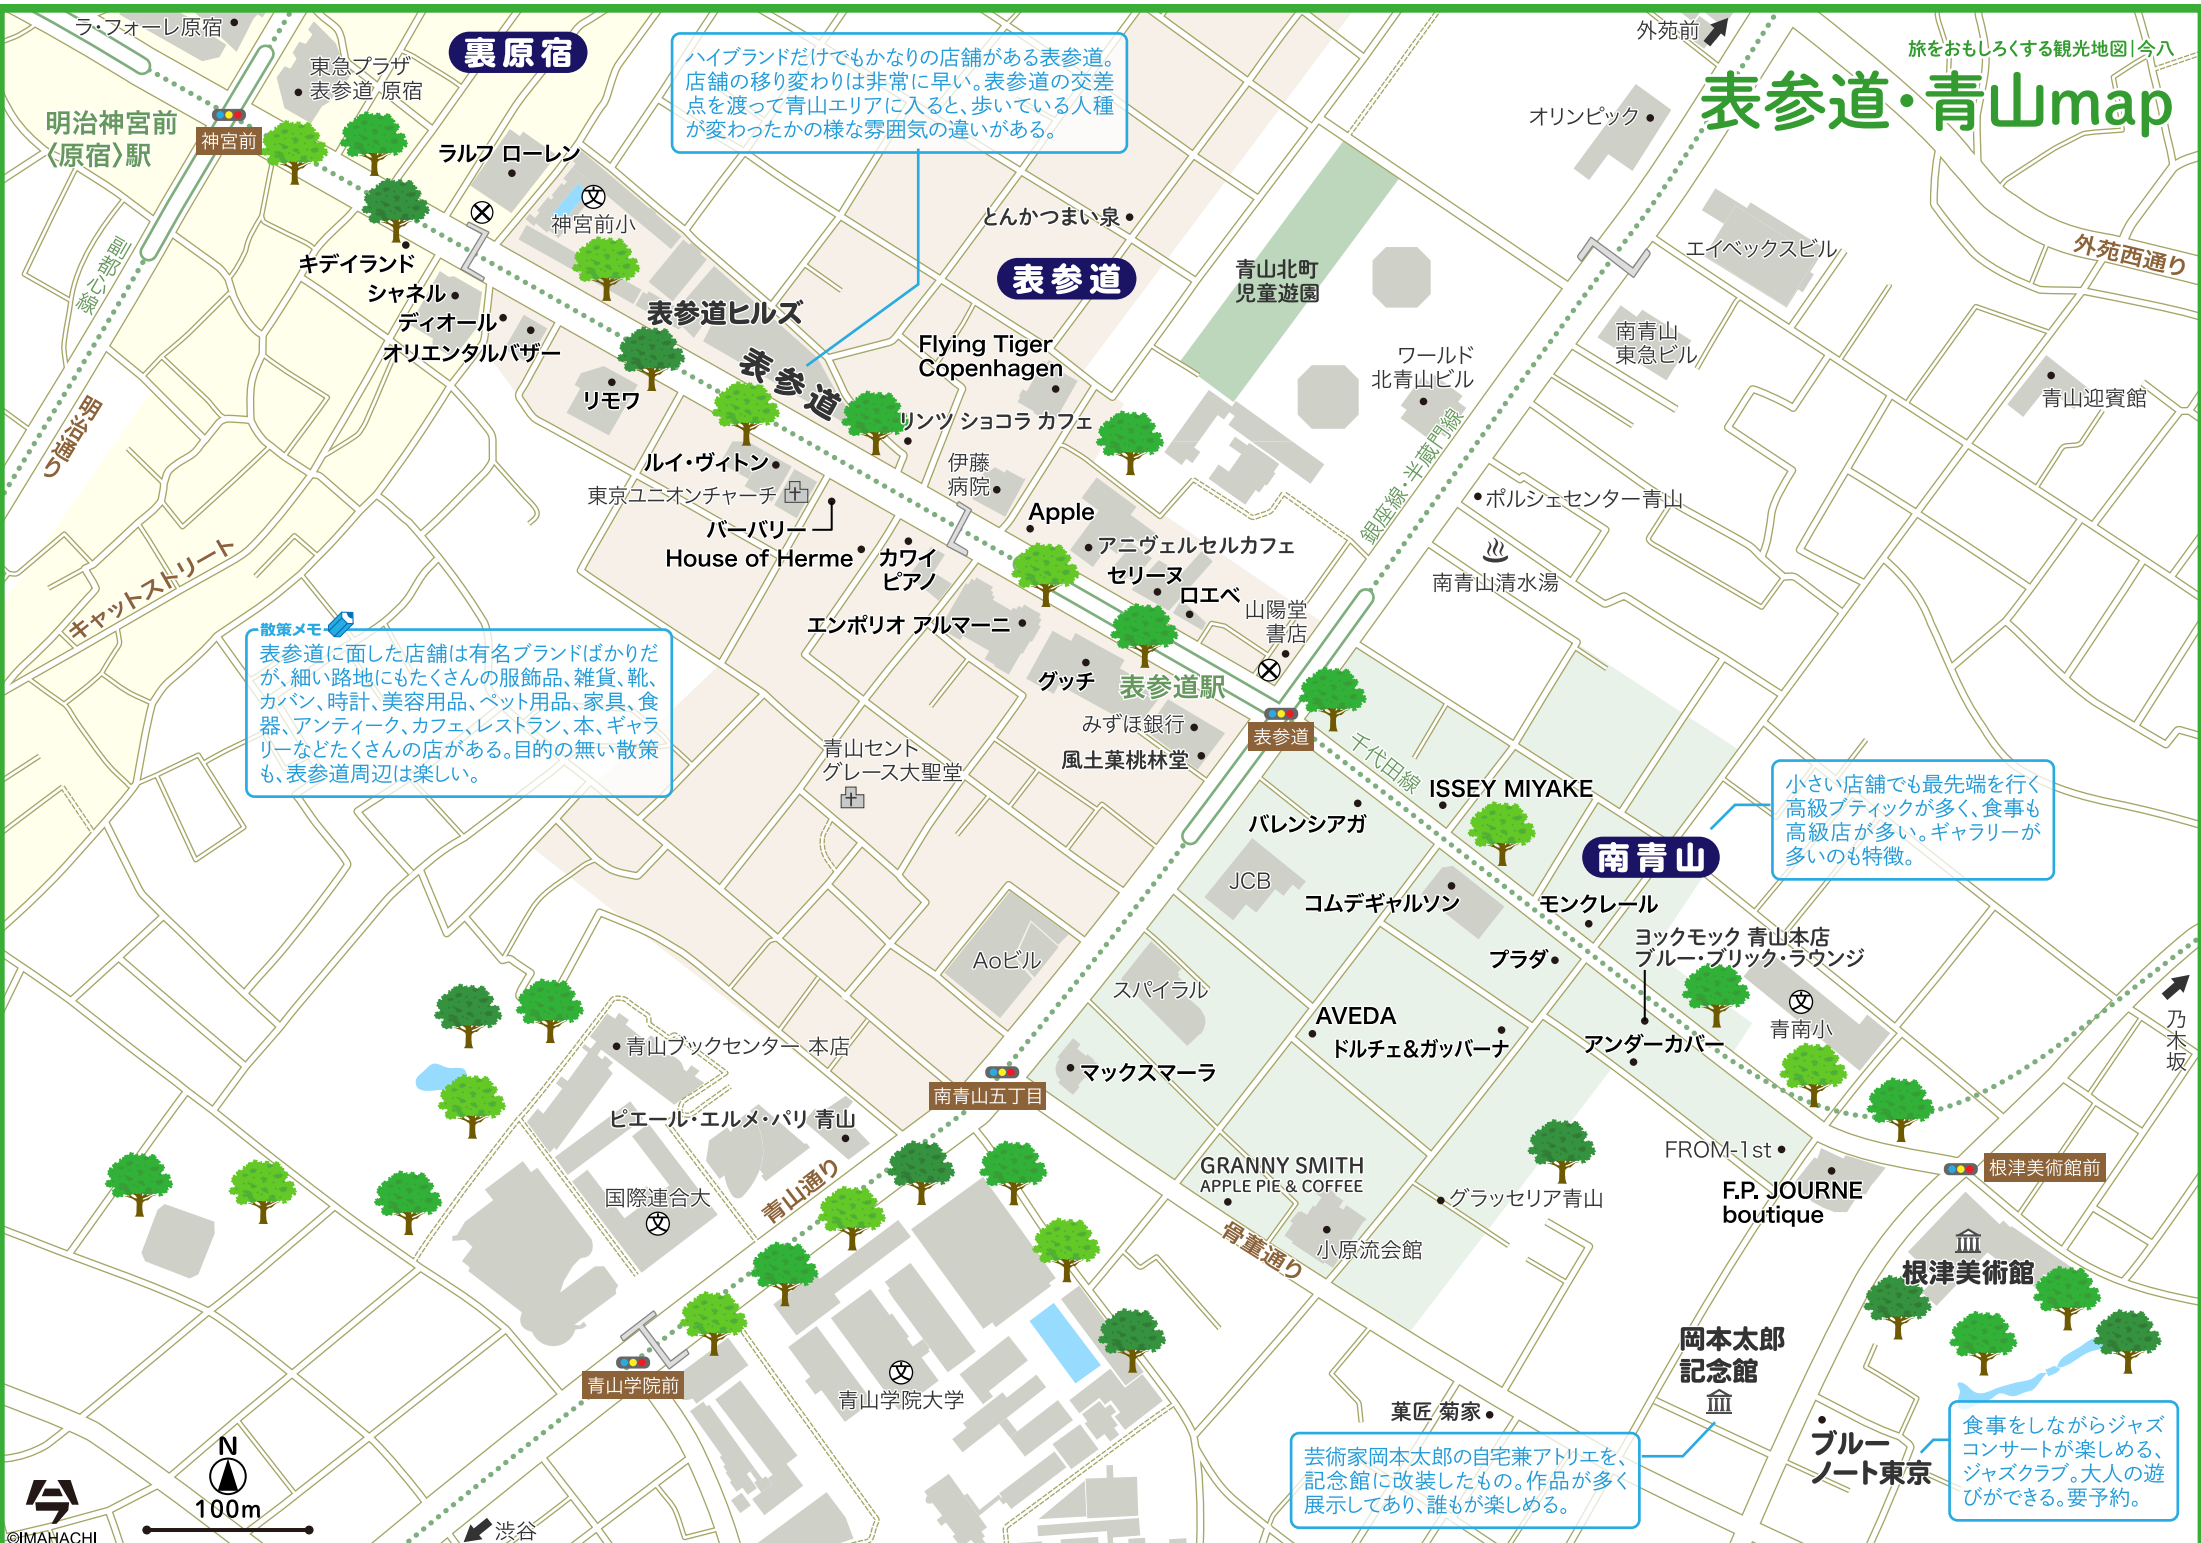 ラ・フォーレ原宿
東急プラザ
表参道 原宿
裏原宿
ハイブランドだけでもかなりの店舗がある表参道。
店舗の移り変わりは非常に早い。表参道の交差
点を渡って青山エリアに入ると、歩いている人種
が変わったかの様な雰囲気の違いがある。
外苑前
旅をおもしろくする観光地図|今八
表参道・青山map
明治神宮前
〈原宿〉駅
神宮前
ラルフ ローレン
文
神宮前小
とんかつまい泉
オリンピック
エイベックスビル
外苑西通り
副都心線
キデイランド
シャネル
ディオール
オリエンタルバザー
表参道ヒルズ
表参道
表参道
青山北町
児童遊園
南青山
東急ビル
Flying Tiger
Copenhagen
ワールド
北青山ビル
青山迎賓館
リモワ
リンツ ショコラ カフェ
明治通り
ルイ・ヴィトン
東京ユニオンチャーチ
伊藤
病院
バーバリー
House of Herme
カワイ
ピアノ
Apple
アニヴェルセルカフェ
セリーヌ
ロエベ
銀座線・半蔵門線
ポルシェセンター青山
南青山清水湯
キャットストリート
エンポリオ アルマーニ
山陽堂
書店
散策メモ
表参道に面した店舗は有名ブランドばかりだ
が、細い路地にもたくさんの服飾品、雑貨、靴、
カバン、時計、美容用品、ペット用品、家具、食
器、アンティーク、カフェ、レストラン、本、ギャラ
リーなどたくさんの店がある。目的の無い散策
も、表参道周辺は楽しい。
グッチ
表参道駅
みずほ銀行
風土菓桃林堂
表参道
千代田線
青山セント
グレース大聖堂
ISSEY MIYAKE
バレンシアガ
南青山
小さい店舗でも最先端を行く
高級ブティックが多く、食事も
高級店が多い。ギャラリーが
多いのも特徴。
JCB
コムデギャルソン
モンクレール
ヨックモック 青山本店
ブルー・ブリック・ラウンジ
プラダ
Aoビル
スパイラル
AVEDA
ドルチェ&ガッバーナ
アンダーカバー
文
青南小
乃木坂
青山ブックセンター 本店
マックスマーラ
南青山五丁目
ピエール・エルメ・パリ 青山
青山通り
国際連合大
文
GRANNY SMITH
APPLE PIE & COFFEE
骨董通り
小原流会館
グラッセリア青山
FROM-1st
F.P. JOURNE
boutique
根津美術館前
根津美術館
青山学院前
文
青山学院大学
岡本太郎
記念館
菓匠 菊家
芸術家岡本太郎の自宅兼アトリエを、
記念館に改装したもの。作品が多く
展示してあり、誰もが楽しめる。
ブルー
ノート東京
食事をしながらジャズ
コンサートが楽しめる、
ジャズクラブ。大人の遊
びができる。要予約。
N
100m
渋谷
©IMAHACHI